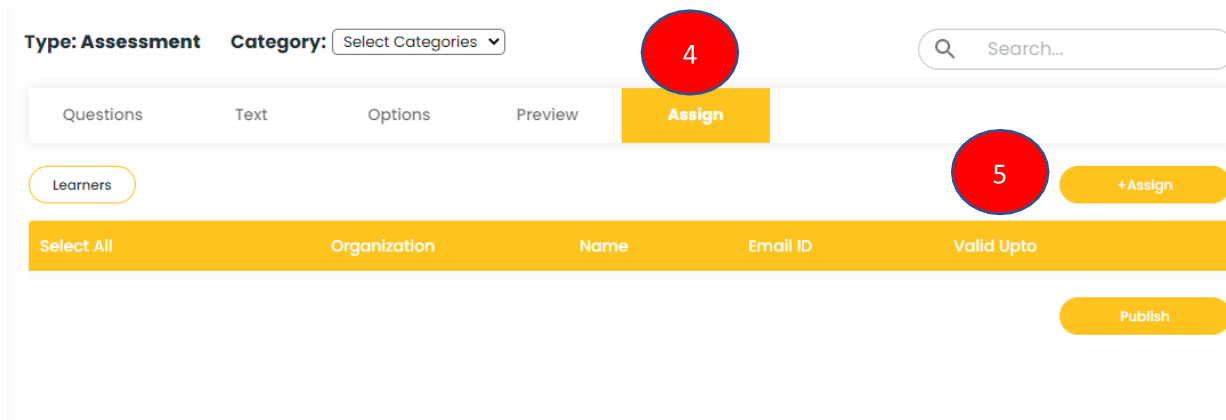 Type: Assessment Category: Select Categories 4 Search...
Questions Text Options Preview Assign
Learners 5 +Assign
Select All Organization Name Email ID Valid Upto
Publish